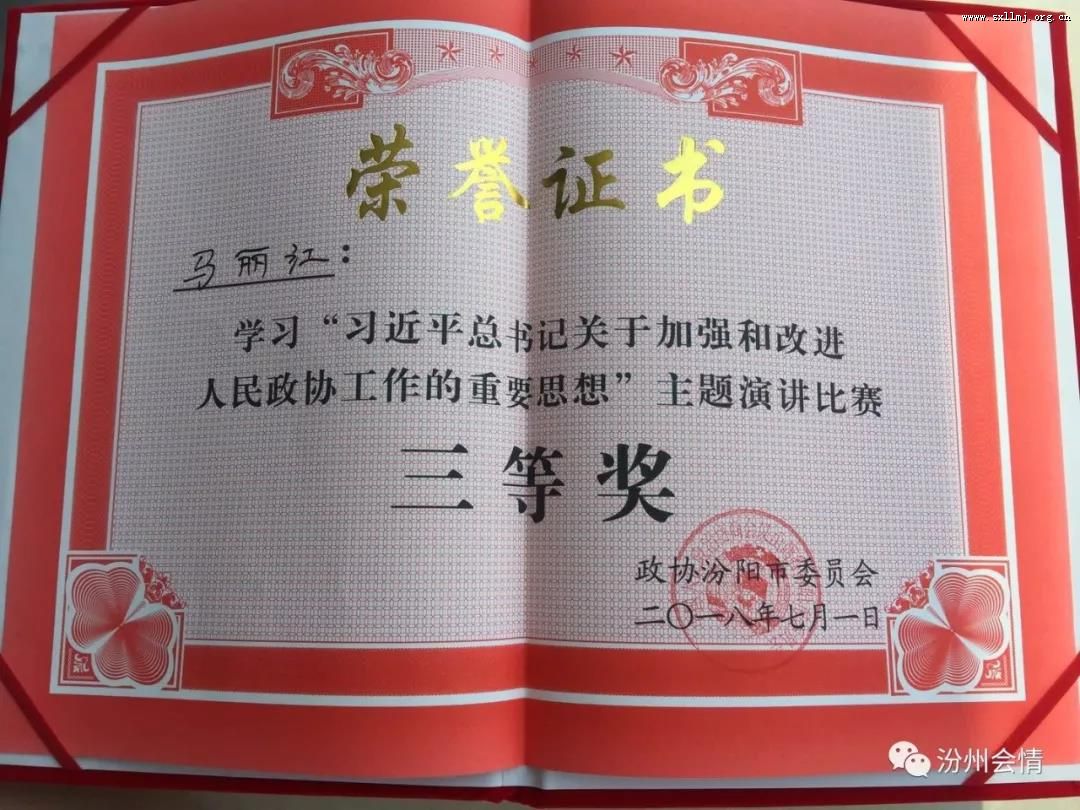 www.sxllmj.org.cn
荣誉证书
马丽江：
学习“习近平总书记关于加强和改进
人民政协工作的重要思想”主题演讲比赛
三等奖
政协汾阳市委员会
二〇一八年七月一日
汾州会情